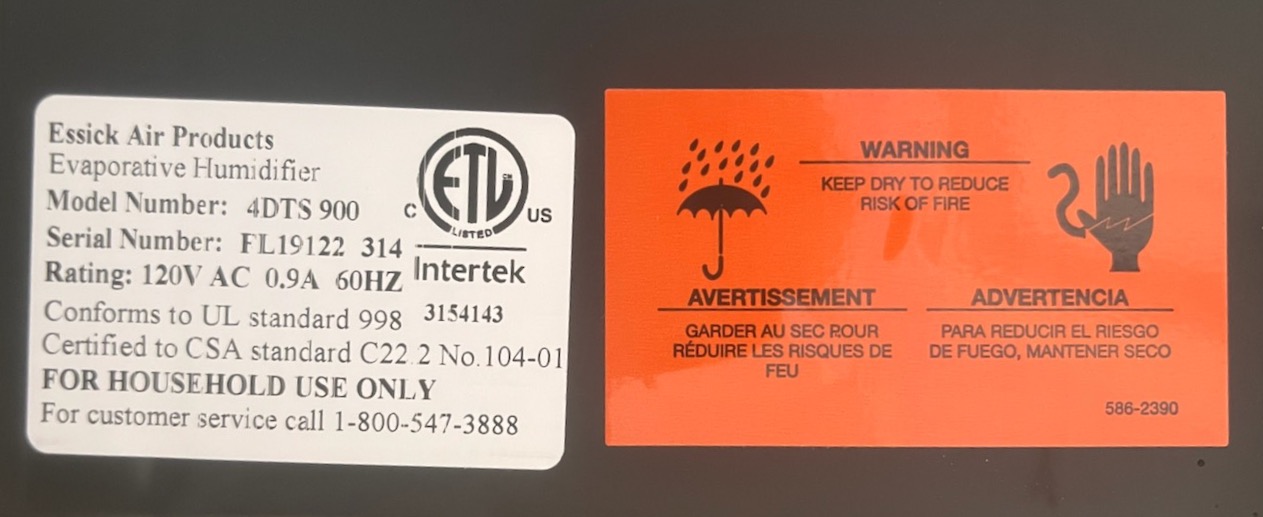 Essick Air Products
Evaporative Humidifier
Model Number: 4DTS 900
Serial Number: FL19122 314
Rating: 120V AC 0.9A 60HZ
Conforms to UL standard 998
Certified to CSA standard C22.2 No.104-01
FOR HOUSEHOLD USE ONLY
For customer service call 1-800-547-3888
ETL CM
C US
LISTED
Intertek
3154143
WARNING
KEEP DRY TO REDUCE
RISK OF FIRE
AVERTISSEMENT
GARDER AU SEC POUR
RÉDUIRE LES RISQUES DE
FEU
ADVERTENCIA
PARA REDUCIR EL RIESGO
DE FUEGO, MANTENER SECO
586-2390